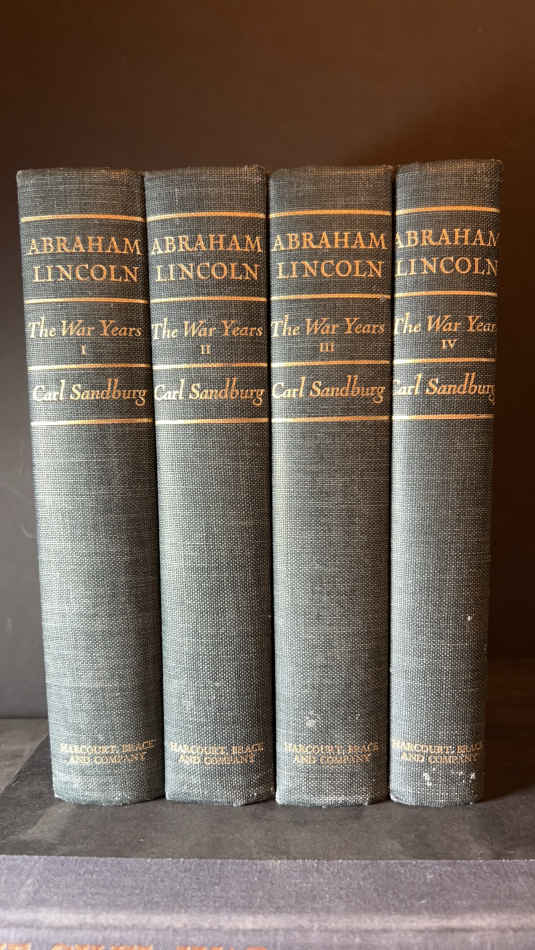 ABRAHAM
LINCOLN
The War Years
I
Carl Sandburg
HARCOURT, BRACE
AND COMPANY
ABRAHAM
LINCOLN
The War Years
II
Carl Sandburg
HARCOURT, BRACE
AND COMPANY
ABRAHAM
LINCOLN
The War Years
III
Carl Sandburg
HARCOURT, BRACE
AND COMPANY
ABRAHAM
LINCOLN
The War Years
IV
Carl Sandburg
HARCOURT, BRACE
AND COMPANY